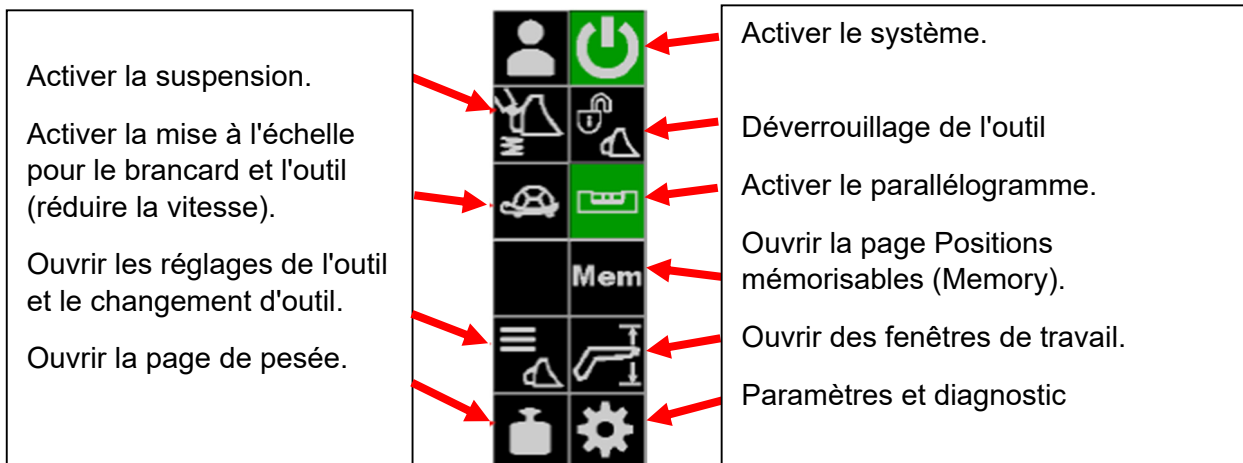 Activer la suspension.
Activer la mise à l'échelle
pour le brancard et l'outil
(réduire la vitesse).
Ouvrir les réglages de l'outil
et le changement d'outil.
Ouvrir la page de pesée.
Mem
Activer le système.
Déverrouillage de l'outil
Activer le parallélogramme.
Ouvrir la page Positions
mémorisables (Memory).
Ouvrir des fenêtres de travail.
Paramètres et diagnostic